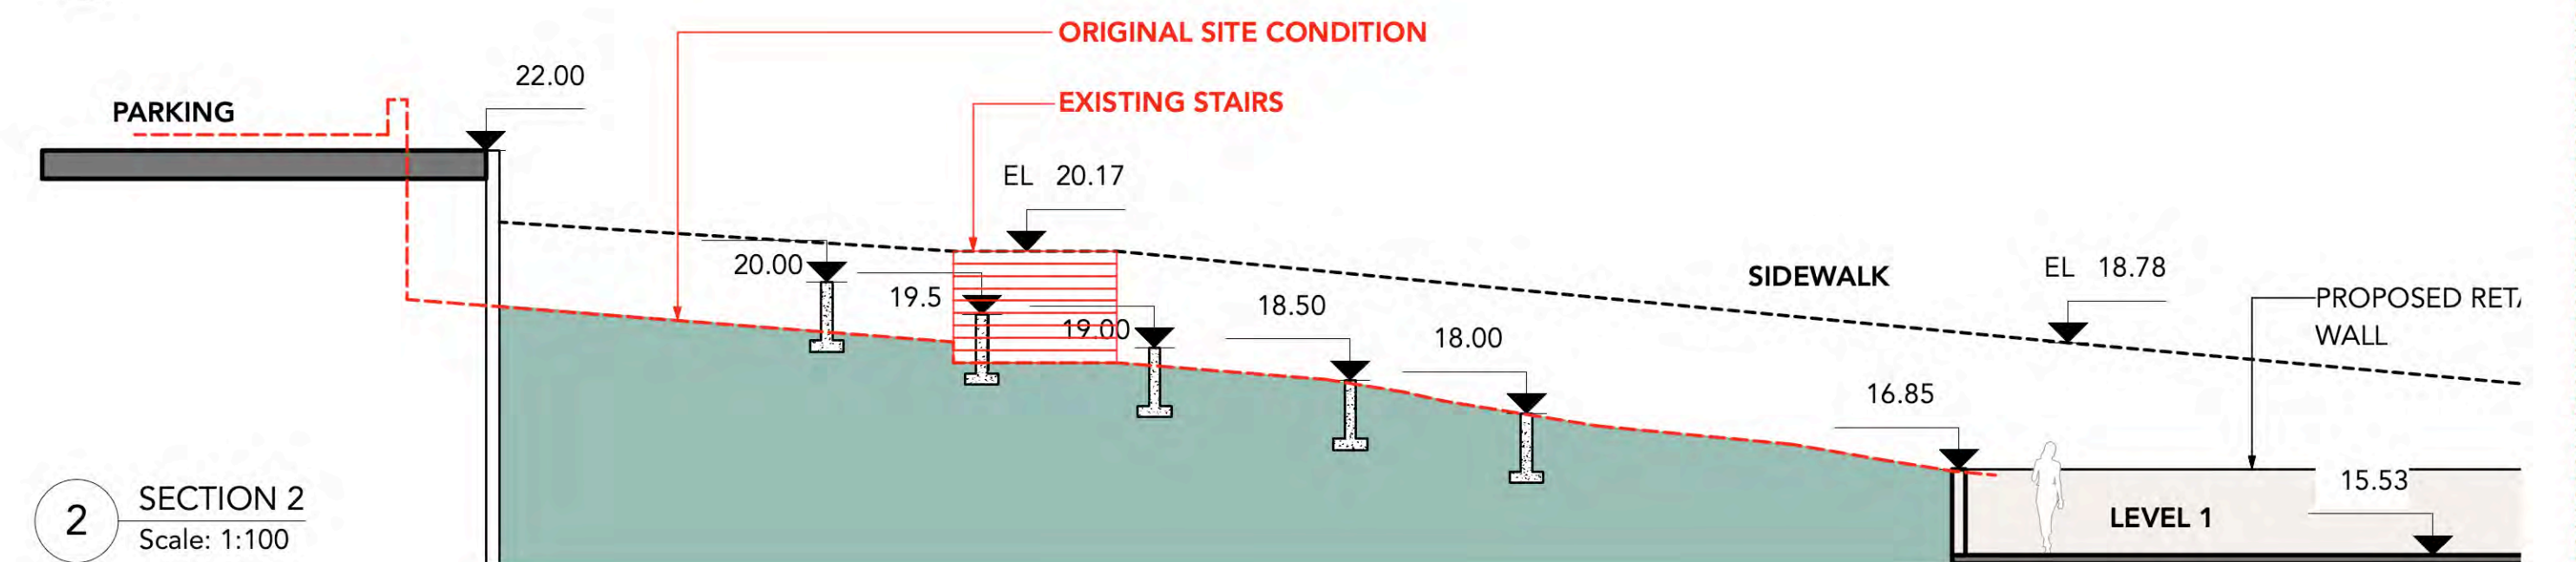 ORIGINAL SITE CONDITION
22.00
EXISTING STAIRS
PARKING
EL 20.17
20.00
19.5
19.00
18.50
18.00
SIDEWALK
EL 18.78
PROPOSED RETA
WALL
16.85
15.53
LEVEL 1
2
SECTION 2
Scale: 1:100